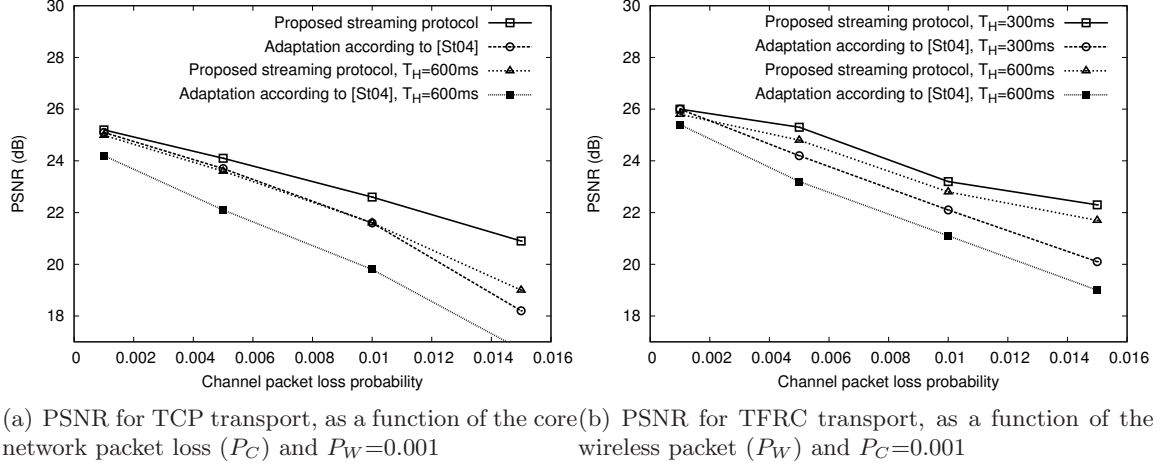 30
28
26
24
22
20
18
PSNR (dB)
Proposed streaming protocol
Adaptation according to [St04]
Proposed streaming protocol, T_H=600ms
Adaptation according to [St04], T_H=600ms
0 0.002 0.004 0.006 0.008 0.01 0.012 0.014 0.016
Channel packet loss probability
30
28
26
24
22
20
18
PSNR (dB)
Proposed streaming protocol, T_H=300ms
Adaptation according to [St04], T_H=300ms
Proposed streaming protocol, T_H=600ms
Adaptation according to [St04], T_H=600ms
0 0.002 0.004 0.006 0.008 0.01 0.012 0.014 0.016
Channel packet loss probability
(a) PSNR for TCP transport, as a function of the core
network packet loss (P_C) and P_W=0.001
(b) PSNR for TFRC transport, as a function of the
wireless packet (P_W) and P_C=0.001